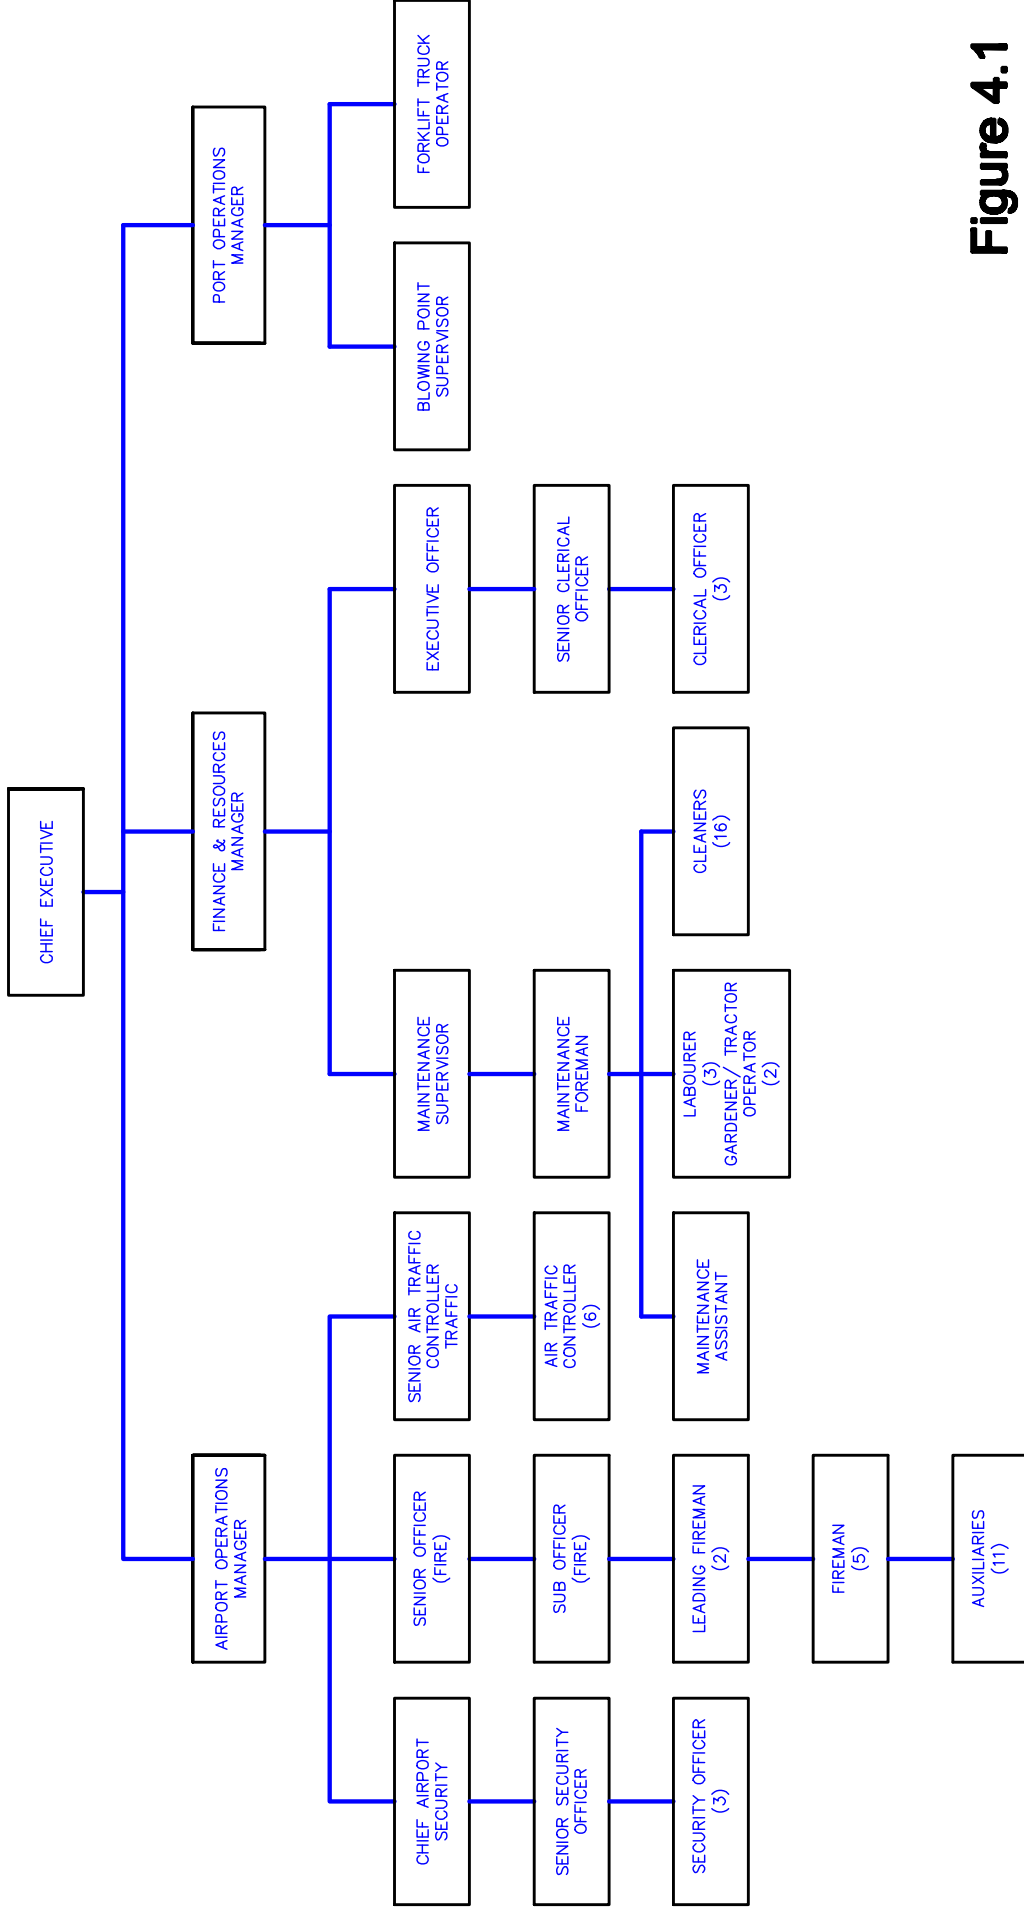 CHIEF EXECUTIVE
AIRPORT OPERATIONS
MANAGER
FINANCE & RESOURCES
MANAGER
PORT OPERATIONS
MANAGER
CHIEF AIRPORT
SECURITY
SENIOR OFFICER
(FIRE)
SENIOR AIR TRAFFIC
CONTROLLER
TRAFFIC
MAINTENANCE
SUPERVISOR
EXECUTIVE OFFICER
BLOWING POINT
SUPERVISOR
FORKLIFT TRUCK
OPERATOR
SENIOR SECURITY
OFFICER
SUB OFFICER
(FIRE)
AIR TRAFFIC
CONTROLLER
(6)
MAINTENANCE
FOREMAN
SENIOR CLERICAL
OFFICER
SECURITY OFFICER
(3)
LEADING FIREMAN
(2)
MAINTENANCE
ASSISTANT
LABOURER
(3)
GARDENER/ TRACTOR
OPERATOR
(2)
CLEANERS
(16)
CLERICAL OFFICER
(3)
FIREMAN
(5)
AUXILIARIES
(11)
Figure 4.1